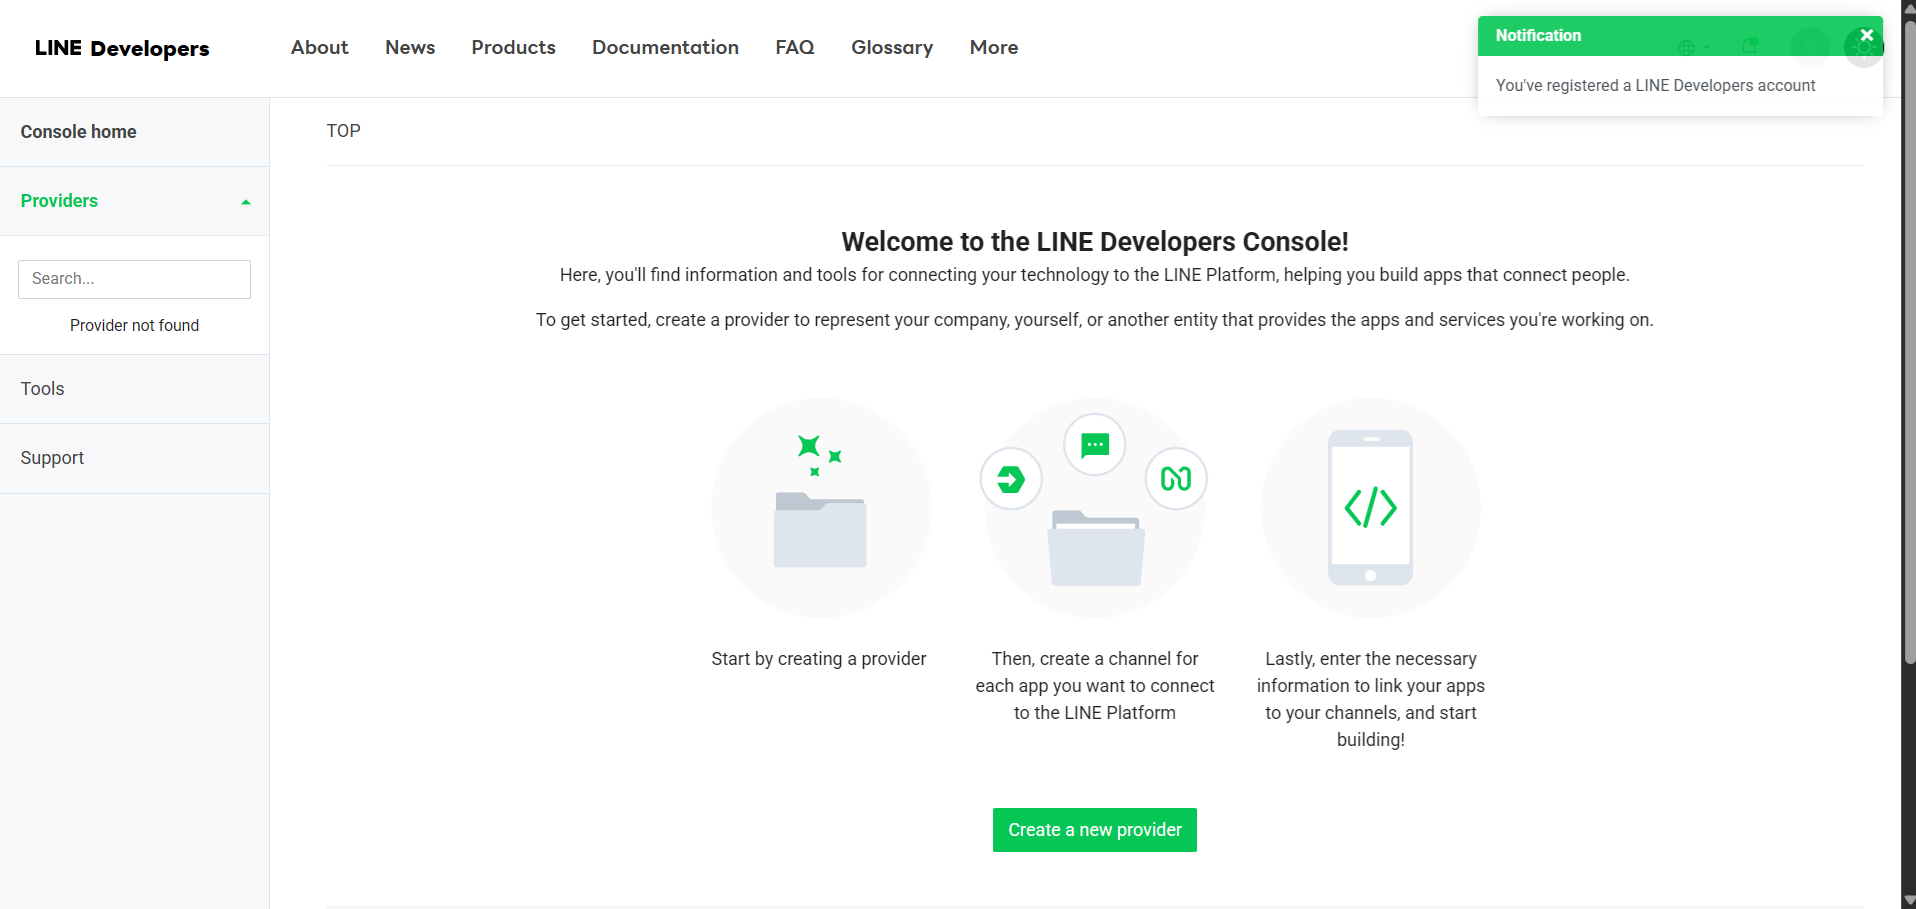 LINE Developers
About News Products Documentation FAQ Glossary More
Notification
You've registered a LINE Developers account
Console home
Providers
Search...
Provider not found
Tools
Support
TOP
Welcome to the LINE Developers Console!
Here, you'll find information and tools for connecting your technology to the LINE Platform, helping you build apps that connect people.
To get started, create a provider to represent your company, yourself, or another entity that provides the apps and services you're working on.
Start by creating a provider
Then, create a channel for
each app you want to connect
to the LINE Platform
Lastly, enter the necessary
information to link your apps
to your channels, and start
building!
Create a new provider